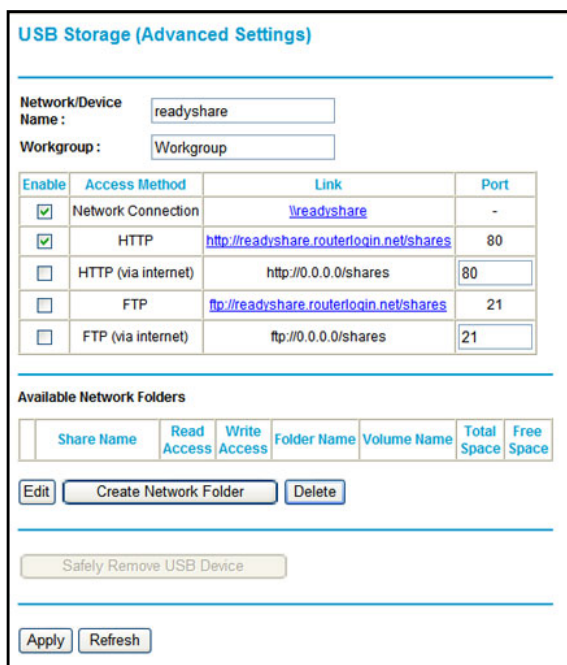 USB Storage (Advanced Settings)
Network/Device
Name :
readyshare
Workgroup :
Workgroup
Enable Access Method Link Port
Network Connection \\readyshare -
HTTP http://readyshare.routerlogin.net/shares 80
HTTP (via internet) http://0.0.0.0/shares 80
FTP ftp://readyshare.routerlogin.net/shares 21
FTP (via internet) ftp://0.0.0.0/shares 21
Available Network Folders
Share Name Read Access Write Access Folder Name Volume Name Total Space Free Space
Edit Create Network Folder Delete
Safely Remove USB Device
Apply Refresh